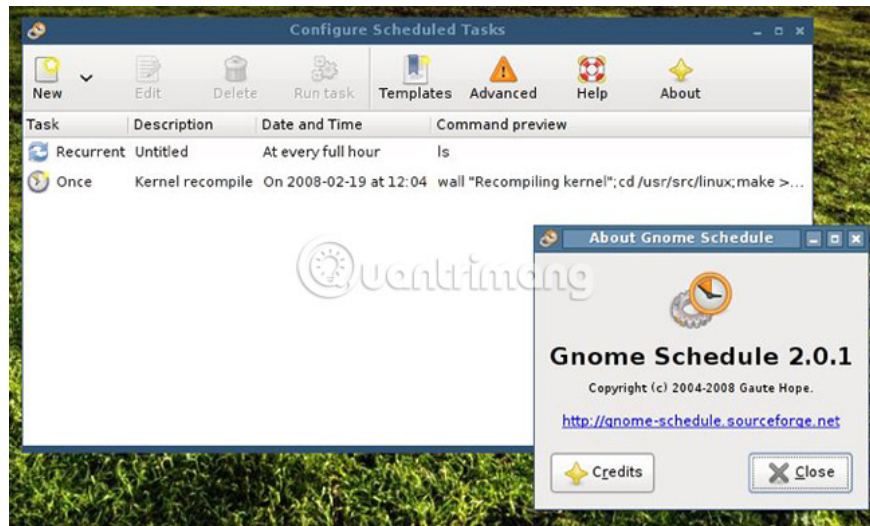 Configure Scheduled Tasks
New Edit Delete Run task Templates Advanced Help About
Task Description Date and Time Command preview
Recurrent Untitled At every full hour ls
Once Kernel recompile On 2008-02-19 at 12:04 wall "Recompiling kernel";cd /usr/src/linux;make >...
Quantrimang
About Gnome Schedule
Gnome Schedule 2.0.1
Copyright (c) 2004-2008 Gaute Hope.
http://gnome-schedule.sourceforge.net
Credits Close